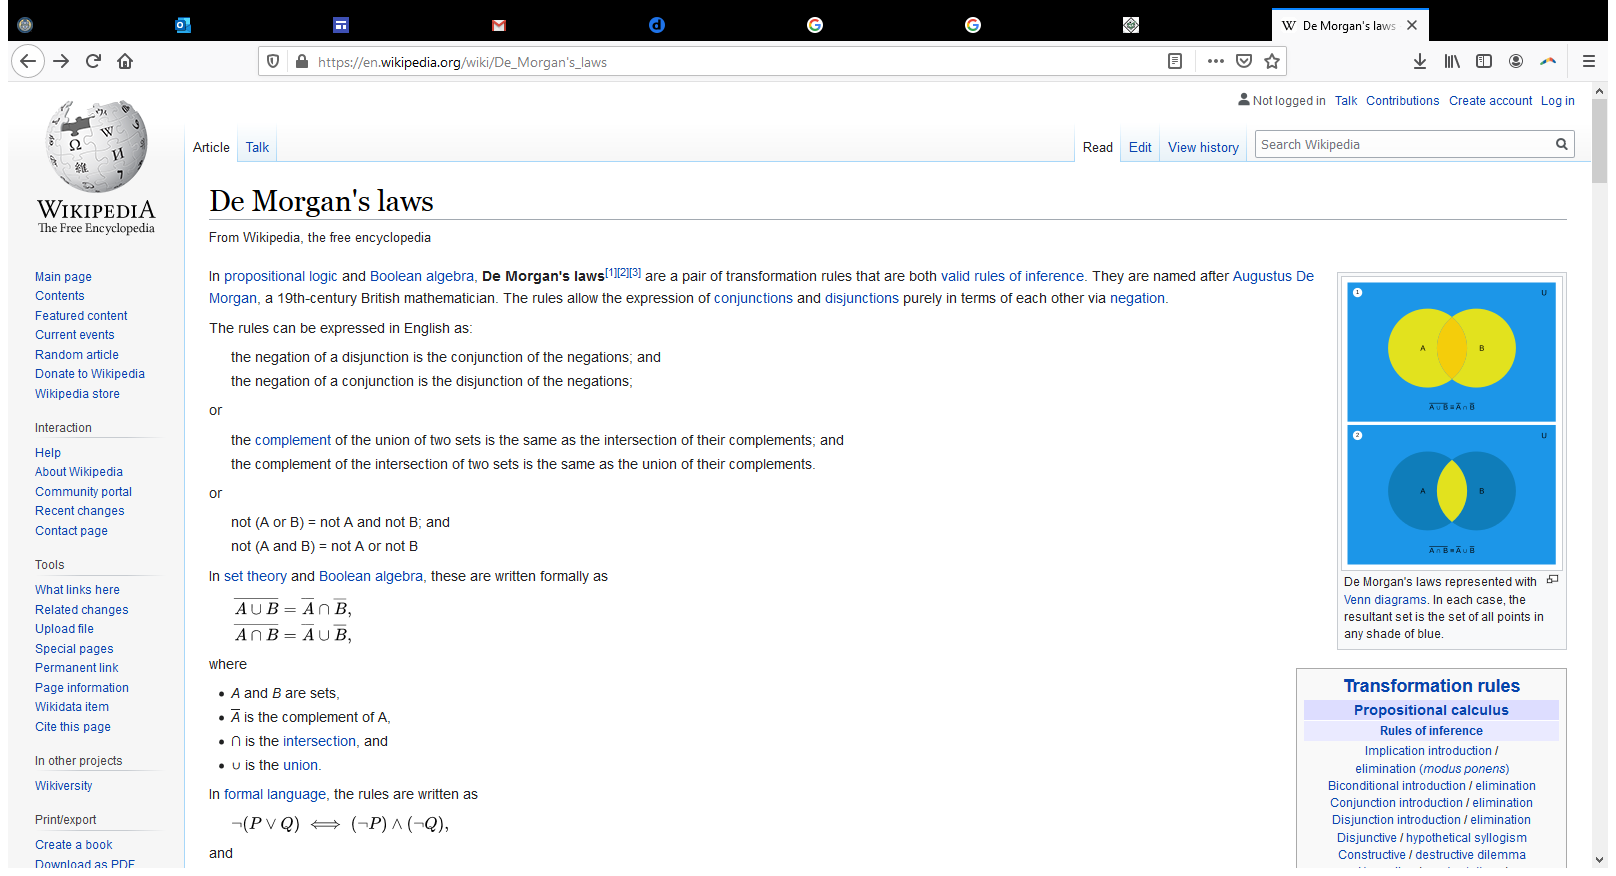 De Morgan's laws
https://en.wikipedia.org/wiki/De_Morgan's_laws
Not logged in Talk Contributions Create account Log in
Article Talk Read Edit View history Search Wikipedia
WIKIPEDIA
The Free Encyclopedia
Main page
Contents
Featured content
Current events
Random article
Donate to Wikipedia
Wikipedia store
Interaction
Help
About Wikipedia
Community portal
Recent changes
Contact page
Tools
What links here
Related changes
Upload file
Special pages
Permanent link
Page information
Wikidata item
Cite this page
In other projects
Wikiversity
Print/export
Create a book
Download as PDF
De Morgan's laws
From Wikipedia, the free encyclopedia
In propositional logic and Boolean algebra, De Morgan's laws[1][2][3] are a pair of transformation rules that are both valid rules of inference. They are named after Augustus De
Morgan, a 19th-century British mathematician. The rules allow the expression of conjunctions and disjunctions purely in terms of each other via negation.
The rules can be expressed in English as:
the negation of a disjunction is the conjunction of the negations; and
the negation of a conjunction is the disjunction of the negations;
or
the complement of the union of two sets is the same as the intersection of their complements; and
the complement of the intersection of two sets is the same as the union of their complements.
or
not (A or B) = not A and not B; and
not (A and B) = not A or not B
In set theory and Boolean algebra, these are written formally as
A̅ ̅∪̅ ̅B̅ = A̅ ∩ B̅,
A̅ ̅∩̅ ̅B̅ = A̅ ∪ B̅,
where
• A and B are sets,
• A̅ is the complement of A,
• ∩ is the intersection, and
• ∪ is the union.
In formal language, the rules are written as
¬(P ∨ Q) ⟺ (¬P) ∧ (¬Q),
and
1 U
A B
A̅ ̅∪̅ ̅B̅ ≡ A̅ ∩ B̅
2 U
A B
A̅ ̅∩̅ ̅B̅ ≡ A̅ ∪ B̅
De Morgan's laws represented with
Venn diagrams. In each case, the
resultant set is the set of all points in
any shade of blue.
Transformation rules
Propositional calculus
Rules of inference
Implication introduction /
elimination (modus ponens)
Biconditional introduction / elimination
Conjunction introduction / elimination
Disjunction introduction / elimination
Disjunctive / hypothetical syllogism
Constructive / destructive dilemma